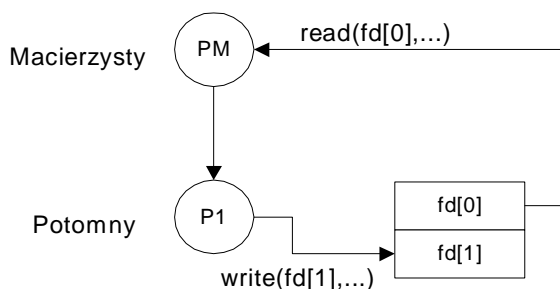 read(fd[0],...)
Macierzysty
PM
Potomny
P1
fd[0]
fd[1]
write(fd[1],...)